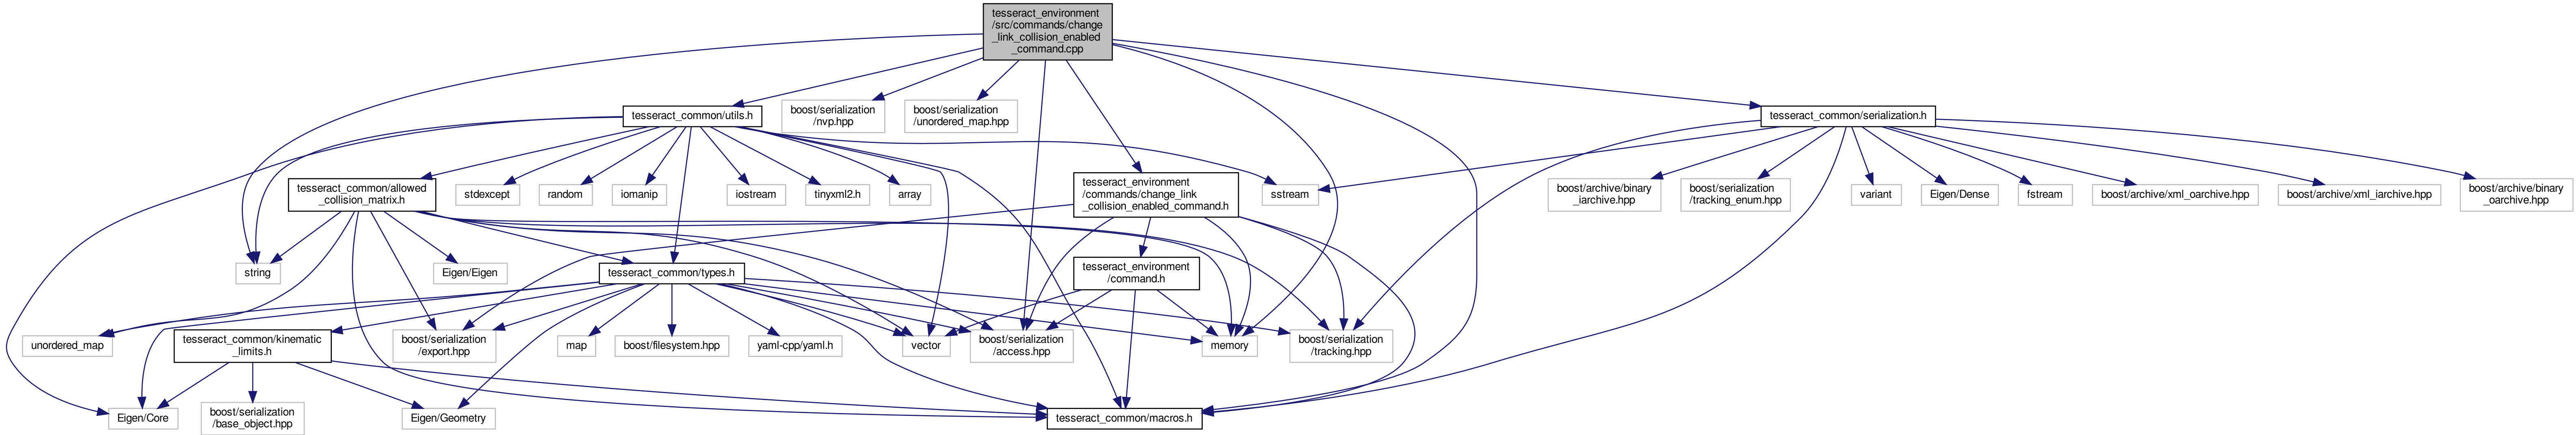 tesseract_environment
/src/commands/change
_link_collision_enabled
_command.cpp
tesseract_common/utils.h
boost/serialization
/nvp.hpp
boost/serialization
/unordered_map.hpp
tesseract_common/serialization.h
tesseract_common/allowed
_collision_matrix.h
stdexcept
random
iomanip
iostream
tinyxml2.h
array
tesseract_environment
/commands/change_link
_collision_enabled_command.h
sstream
boost/archive/binary
_iarchive.hpp
boost/serialization
/tracking_enum.hpp
variant
Eigen/Dense
fstream
boost/archive/xml_oarchive.hpp
boost/archive/xml_iarchive.hpp
boost/archive/binary
_oarchive.hpp
string
Eigen/Eigen
tesseract_common/types.h
tesseract_environment
/command.h
unordered_map
tesseract_common/kinematic
_limits.h
boost/serialization
/export.hpp
map
boost/filesystem.hpp
yaml-cpp/yaml.h
vector
boost/serialization
/access.hpp
memory
boost/serialization
/tracking.hpp
Eigen/Core
boost/serialization
/base_object.hpp
Eigen/Geometry
tesseract_common/macros.h